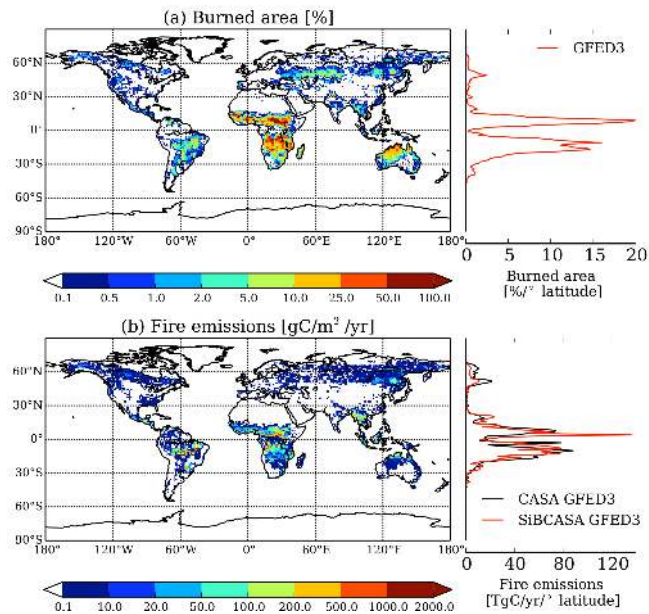 (a) Burned area [%]
GFED3
60°N
30°N
0°
30°S
60°S
90°S
180° 120°W 60°W 0° 60°E 120°E 180°
0 5 10 15 20
Burned area
[%/° latitude]
0.1 0.5 1.0 2.0 5.0 10.0 25.0 50.0 100.0
(b) Fire emissions [gC/m² /yr]
60°N
30°N
0°
30°S
60°S
90°S
CASA GFED3
SiBCASA GFED3
180° 120°W 60°W 0° 60°E 120°E 180°
0 40 80 120
Fire emissions
[TgC/yr/° latitude]
0.1 10.0 20.0 50.0 100.0 200.0 500.0 1000.0 2000.0